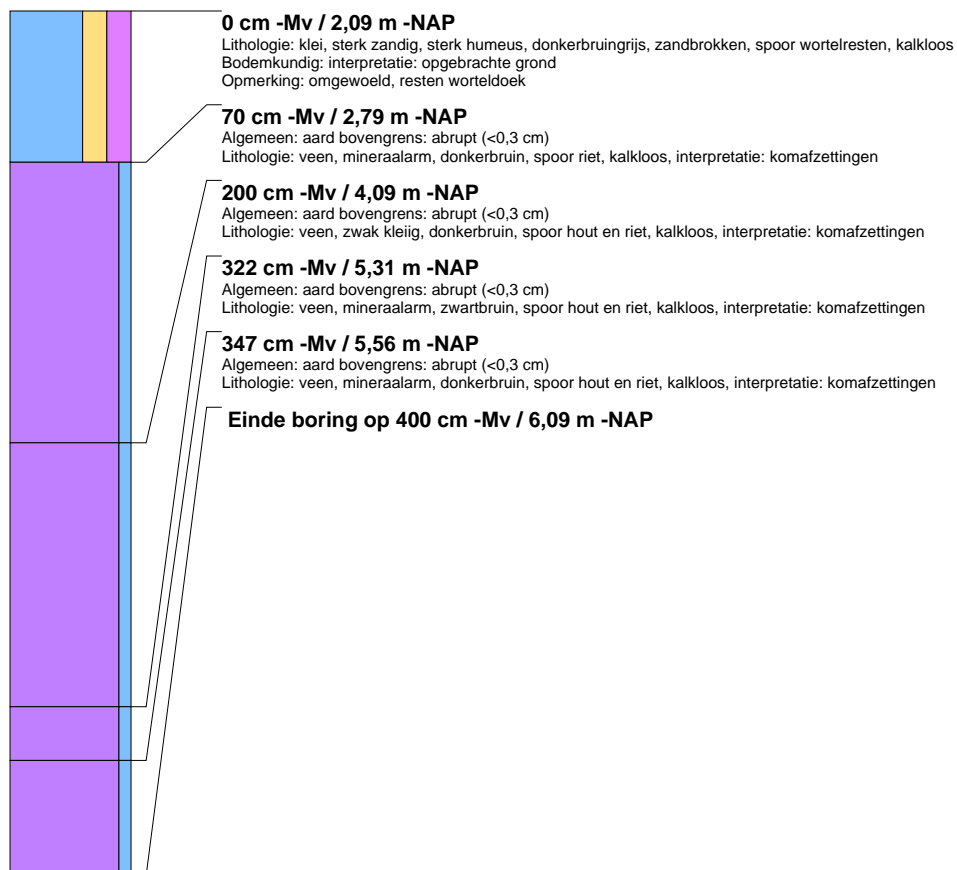 0 cm -Mv / 2,09 m -NAP
Lithologie: klei, sterk zandig, sterk humeus, donkerbruingrijs, zandbrokken, spoor wortelresten, kalkloos
Bodemkundig: interpretatie: opgebrachte grond
Opmerking: omgewoeld, resten worteldoek
70 cm -Mv / 2,79 m -NAP
Algemeen: aard bovengrens: abrupt (<0,3 cm)
Lithologie: veen, mineraalarm, donkerbruin, spoor riet, kalkloos, interpretatie: komafzettingen
200 cm -Mv / 4,09 m -NAP
Algemeen: aard bovengrens: abrupt (<0,3 cm)
Lithologie: veen, zwak kleiig, donkerbruin, spoor hout en riet, kalkloos, interpretatie: komafzettingen
322 cm -Mv / 5,31 m -NAP
Algemeen: aard bovengrens: abrupt (<0,3 cm)
Lithologie: veen, mineraalarm, zwartbruin, spoor hout en riet, kalkloos, interpretatie: komafzettingen
347 cm -Mv / 5,56 m -NAP
Algemeen: aard bovengrens: abrupt (<0,3 cm)
Lithologie: veen, mineraalarm, donkerbruin, spoor hout en riet, kalkloos, interpretatie: komafzettingen
Einde boring op 400 cm -Mv / 6,09 m -NAP